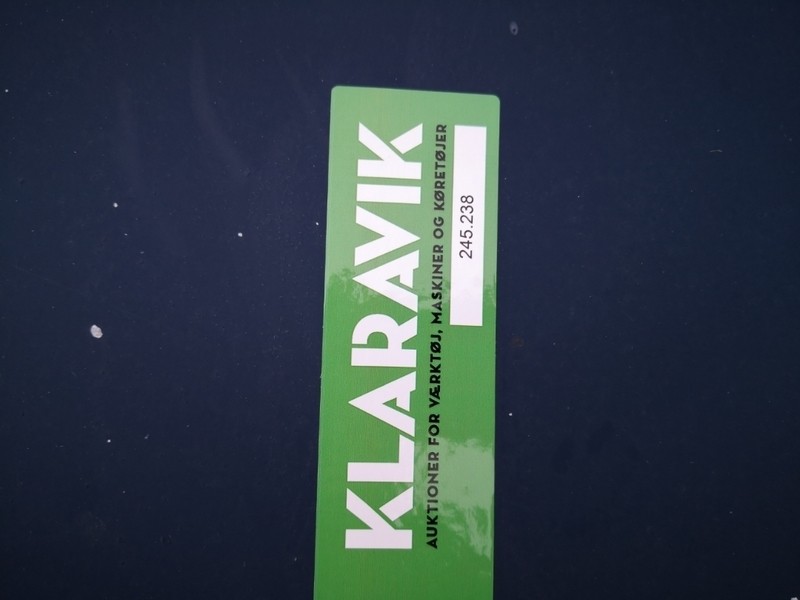 KLARAVIK
AUKTIONER FOR VÆRKTØJ, MASKINER OG KØRETØJER
245.238